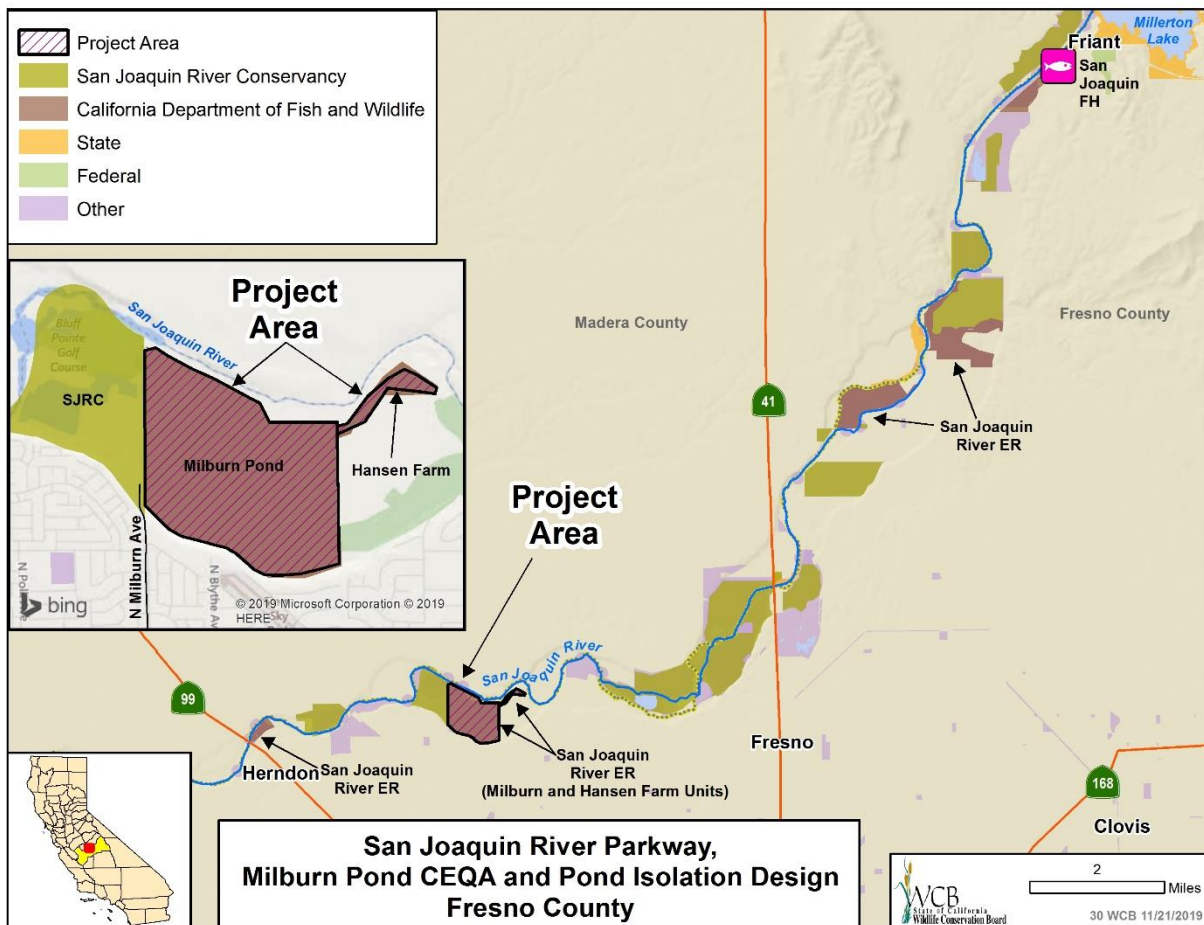 Project Area
San Joaquin River Conservancy
California Department of Fish and Wildlife
State
Federal
Other
Millerton
Lake
Friant
San
Joaquin
FH
Project
Area
San Joaquin River
Bluff
Pointe
Golf
Course
SJRC
Milburn Pond
Hansen Farm
N Milburn Ave
N Blythe Av
Sky
bing
© 2019 Microsoft Corporation © 2019
HERE
Madera County
Fresno County
41
San Joaquin
River ER
Project
Area
San Joaquin River
99
Herndon
San Joaquin
River ER
San Joaquin
River ER
(Milburn and Hansen Farm Units)
Fresno
168
Clovis
San Joaquin River Parkway,
Milburn Pond CEQA and Pond Isolation Design
Fresno County
WCB
State of California
Wildlife Conservation Board
2
Miles
30 WCB 11/21/2019